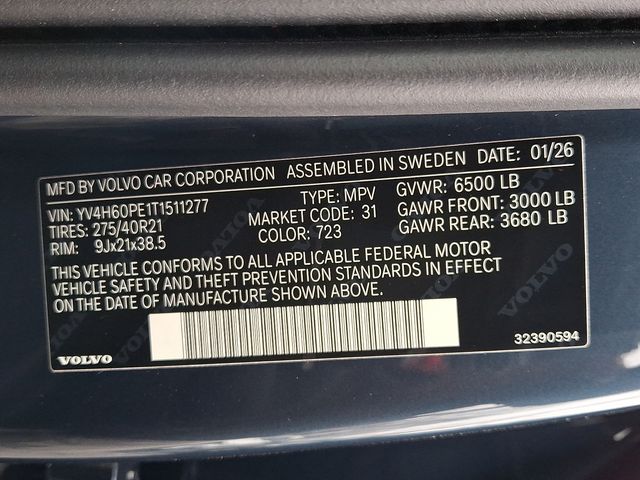 MFD BY VOLVO CAR CORPORATION ASSEMBLED IN SWEDEN DATE: 01/26
VIN: YV4H60PE1T1511277 TYPE: MPV GVWR: 6500 LB
TIRES: 275/40R21 MARKET CODE: 31 GAWR FRONT: 3000 LB
RIM: 9Jx21x38.5 COLOR: 723 GAWR REAR: 3680 LB
THIS VEHICLE CONFORMS TO ALL APPLICABLE FEDERAL MOTOR
VEHICLE SAFETY AND THEFT PREVENTION STANDARDS IN EFFECT
ON THE DATE OF MANUFACTURE SHOWN ABOVE.
VOLVO 32390594